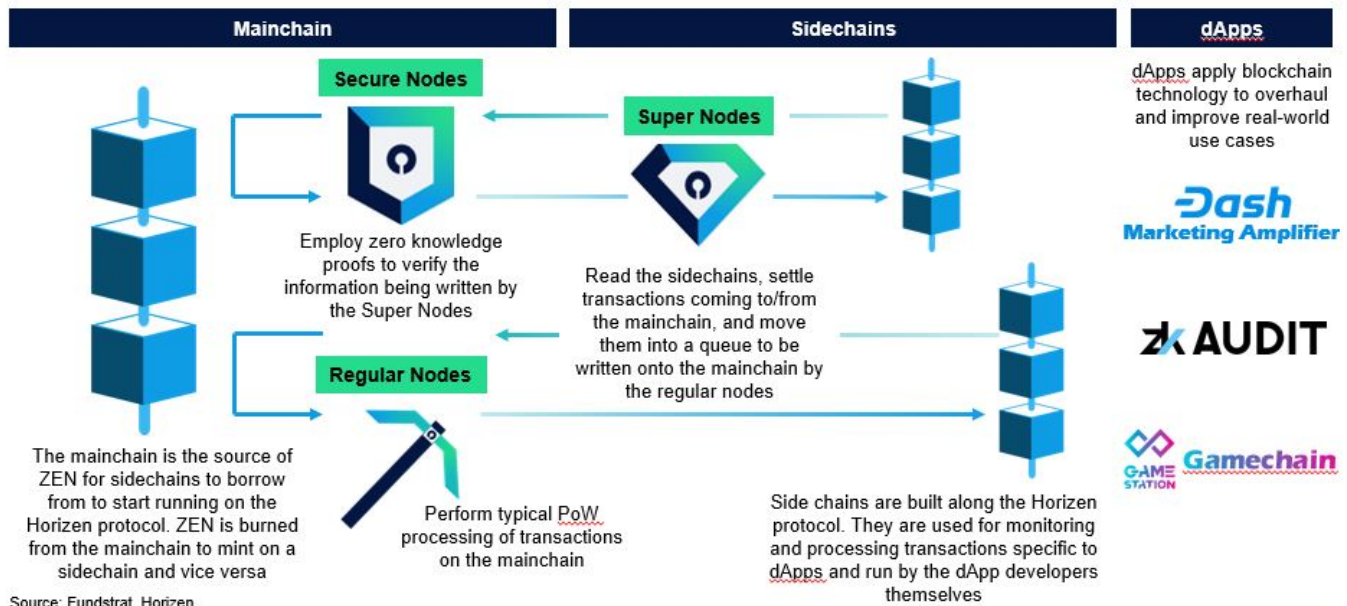 Mainchain
Sidechains
dApps
Secure Nodes
Super Nodes
Employ zero knowledge
proofs to verify the
information being written by
the Super Nodes
Read the sidechains, settle
transactions coming to/from
the mainchain, and move
them into a queue to be
written onto the mainchain by
the regular nodes
Regular Nodes
The mainchain is the source of
ZEN for sidechains to borrow
from to start running on the
Horizen protocol. ZEN is burned
from the mainchain to mint on a
sidechain and vice versa
Perform typical PoW
processing of transactions
on the mainchain
Side chains are built along the Horizen
protocol. They are used for monitoring
and processing transactions specific to
dApps and run by the dApp developers
themselves
dApps apply blockchain
technology to overhaul
and improve real-world
use cases
Dash
Marketing Amplifier
zk AUDIT
GAME
STATION
Gamechain
Source: Fundstrat, Horizen